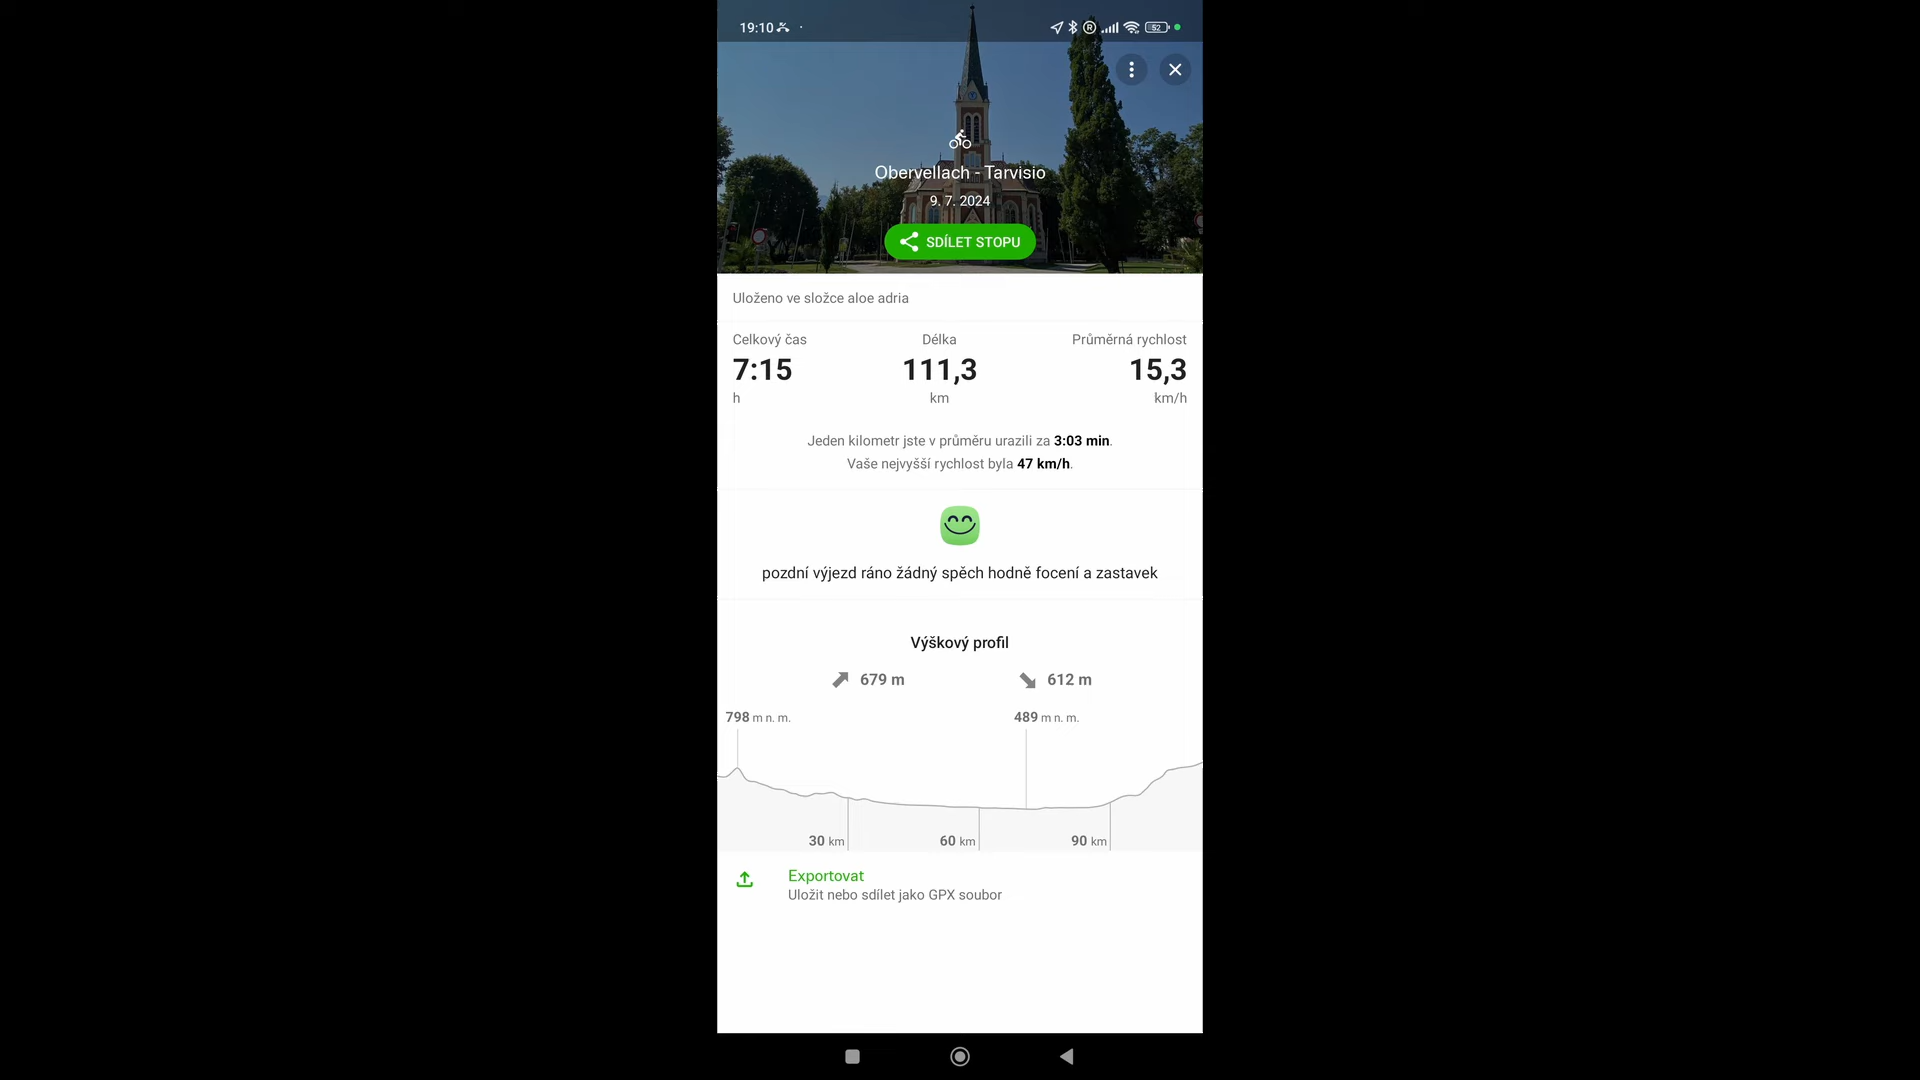 19:10
52
Obervellach - Tarvisio
9. 7. 2024
SDÍLET STOPU
Uloženo ve složce aloe adria
Celkový čas
7:15
h
Délka
111,3
km
Průměrná rychlost
15,3
km/h
Jeden kilometr jste v průměru urazili za 3:03 min.
Vaše nejvyšší rychlost byla 47 km/h.
pozdní výjezd ráno žádný spěch hodně focení a zastavek
Výškový profil
679 m
612 m
798 m n. m.
489 m n. m.
30 km
60 km
90 km
Exportovat
Uložit nebo sdílet jako GPX soubor